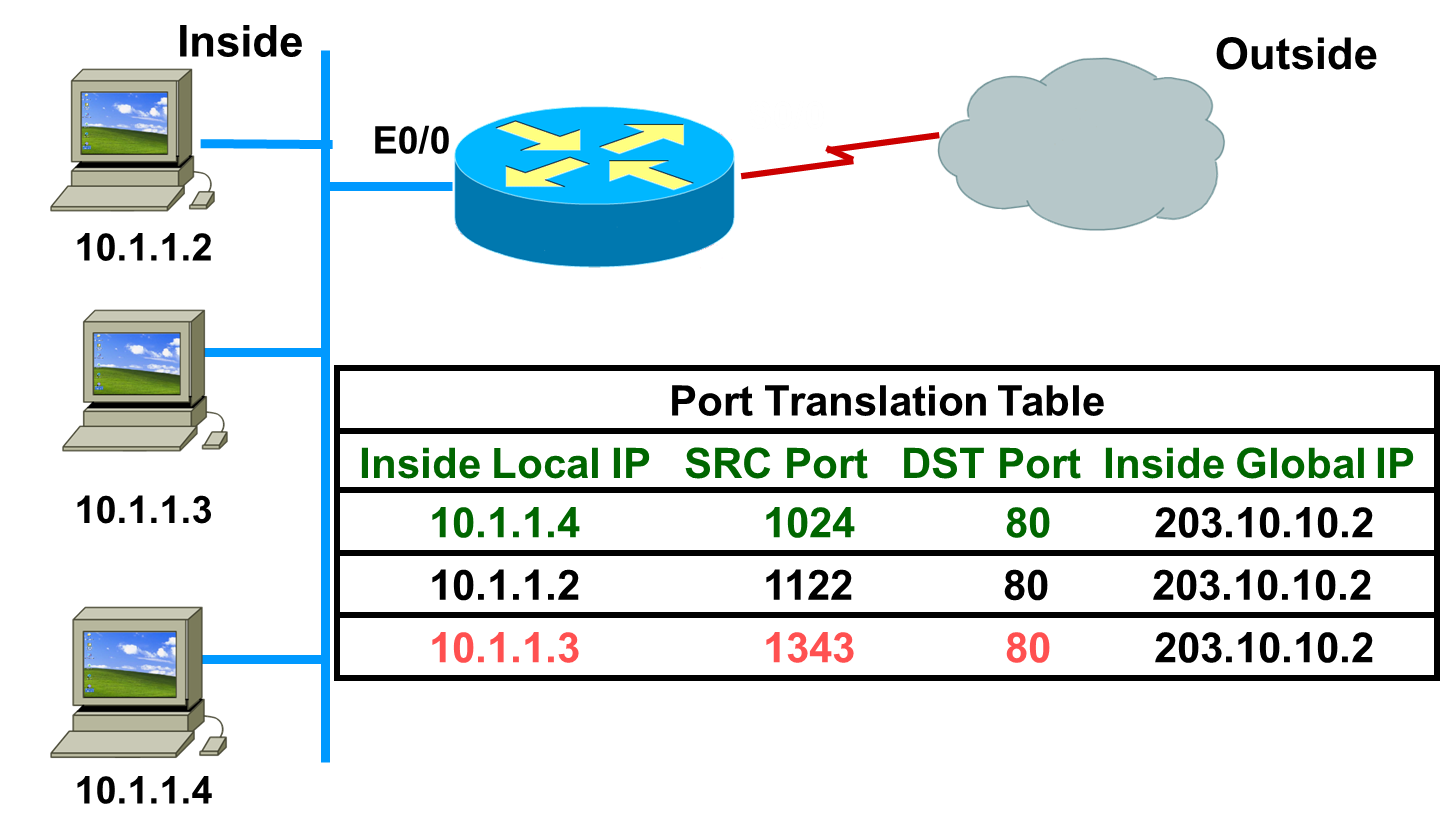 Inside
Outside
E0/0
10.1.1.2
10.1.1.3
10.1.1.4
Port Translation Table
Inside Local IP SRC Port DST Port Inside Global IP
10.1.1.4 1024 80 203.10.10.2
10.1.1.2 1122 80 203.10.10.2
10.1.1.3 1343 80 203.10.10.2